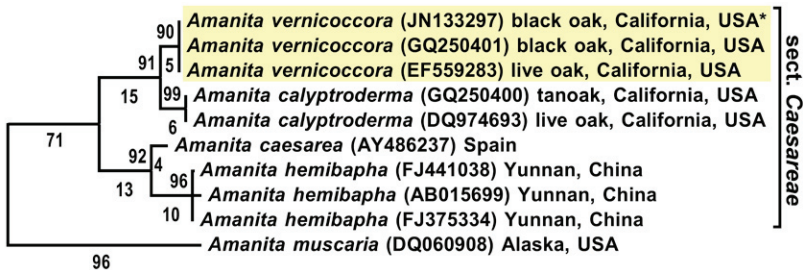 90 Amanita vernicoccora (JN133297) black oak, California, USA*
Amanita vernicoccora (GQ250401) black oak, California, USA
91 5 Amanita vernicoccora (EF559283) live oak, California, USA
15 99 Amanita calyptroderma (GQ250400) tanoak, California, USA
6 Amanita calyptroderma (DQ974693) live oak, California, USA
71 92 Amanita caesarea (AY486237) Spain
4
13 96 Amanita hemibapha (FJ441038) Yunnan, China
Amanita hemibapha (AB015699) Yunnan, China
10 Amanita hemibapha (FJ375334) Yunnan, China
Amanita muscaria (DQ060908) Alaska, USA
96
sect. Caesareae